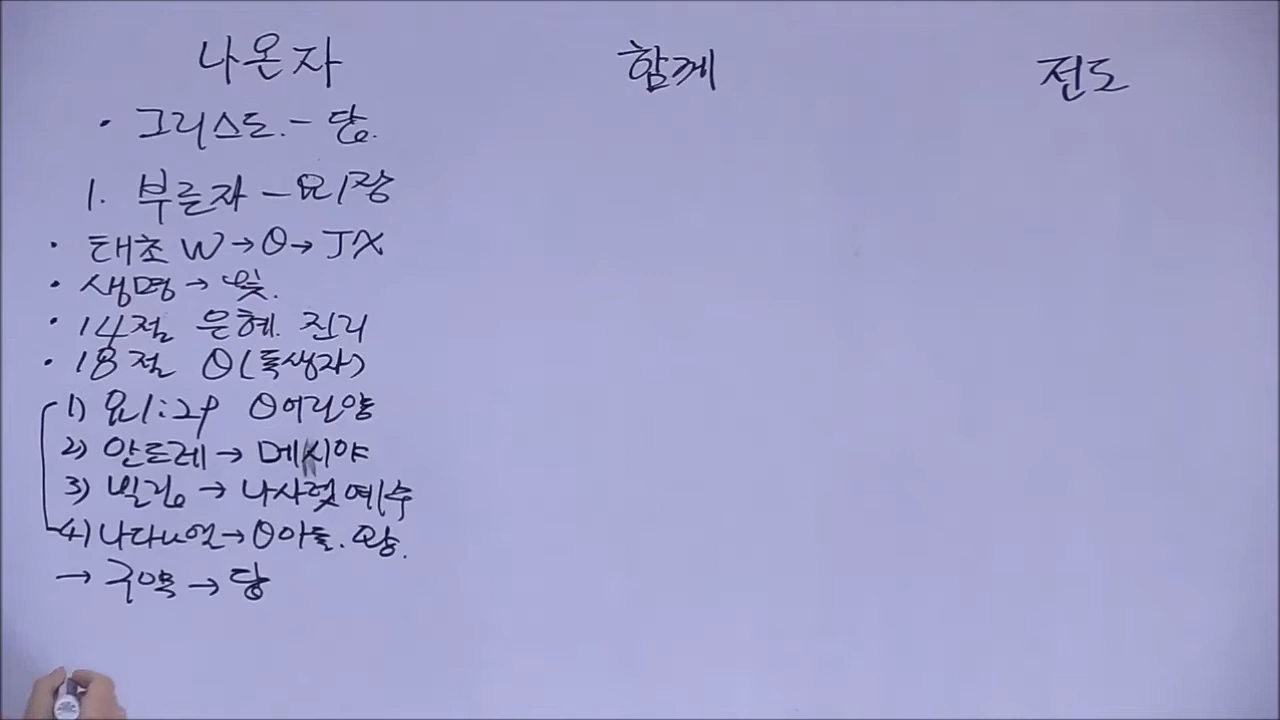 나온자 함께 전도
· 그리스도. - 답.
1. 부른자 - 요1장
· 태초 W → θ → JX
· 생명 → 빛.
· 14절 은혜. 진리
· 18절 θ(독생자)
1) 요1:29 θ어린양
2) 안드레 → 메시야
3) 빌립 → 나사렛예수
4) 나다나엘 → θ아들. 왕.
→ 구약 → 답